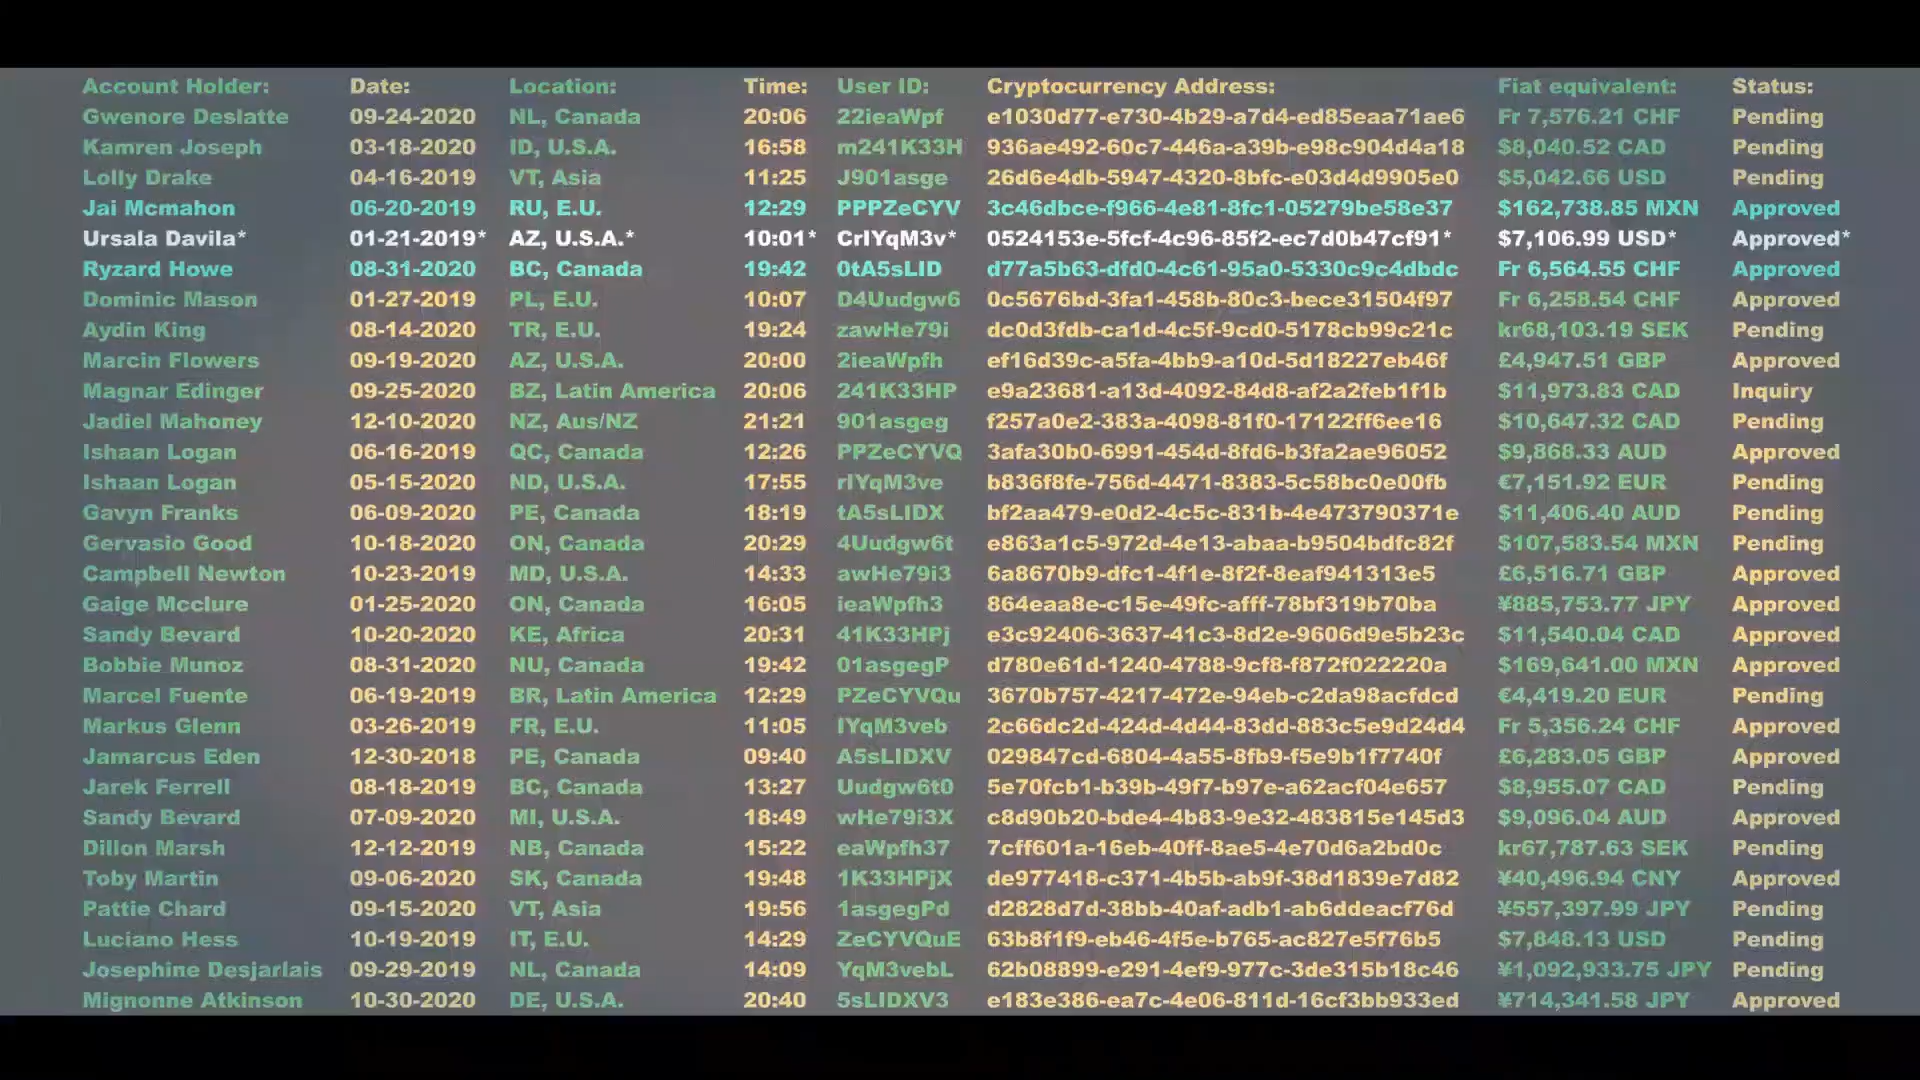 Account Holder: Date: Location: Time: User ID: Cryptocurrency Address: Fiat equivalent: Status:
Gwenore Deslatte 09-24-2020 NL, Canada 20:06 22ieaWpf e1030d77-e730-4b29-a7d4-ed85eaa71ae6 Fr 7,576.21 CHF Pending
Kamren Joseph 03-18-2020 ID, U.S.A. 16:58 m241K33H 936ae492-60c7-446a-a39b-e98c904d4a18 $8,040.52 CAD Pending
Lolly Drake 04-16-2019 VT, Asia 11:25 J901asge 26d6e4db-5947-4320-8bfc-e03d4d9905e0 $5,042.66 USD Pending
Jai Mcmahon 06-20-2019 RU, E.U. 12:29 PPPZeCYV 3c46dbce-f966-4e81-8fc1-05279be58e37 $162,738.85 MXN Approved
Ursala Davila* 01-21-2019* AZ, U.S.A.* 10:01* CrIYqM3v* 0524153e-5fcf-4c96-85f2-ec7d0b47cf91* $7,106.99 USD* Approved*
Ryzard Howe 08-31-2020 BC, Canada 19:42 0tA5sLID d77a5b63-dfd0-4c61-95a0-5330c9c4dbdc Fr 6,564.55 CHF Approved
Dominic Mason 01-27-2019 PL, E.U. 10:07 D4Uudgw6 0c5676bd-3fa1-458b-80c3-bece31504f97 Fr 6,258.54 CHF Approved
Aydin King 08-14-2020 TR, E.U. 19:24 zawHe79i dc0d3fdb-ca1d-4c5f-9cd0-5178cb99c21c kr68,103.19 SEK Pending
Marcin Flowers 09-19-2020 AZ, U.S.A. 20:00 2ieaWpfh ef16d39c-a5fa-4bb9-a10d-5d18227eb46f £4,947.51 GBP Approved
Magnar Edinger 09-25-2020 BZ, Latin America 20:06 241K33HP e9a23681-a13d-4092-84d8-af2a2feb1f1b $11,973.83 CAD Inquiry
Jadiel Mahoney 12-10-2020 NZ, Aus/NZ 21:21 901asgeg f257a0e2-383a-4098-81f0-17122ff6ee16 $10,647.32 CAD Pending
Ishaan Logan 06-16-2019 QC, Canada 12:26 PPZeCYVQ 3afa30b0-6991-454d-8fd6-b3fa2ae96052 $9,868.33 AUD Approved
Ishaan Logan 05-15-2020 ND, U.S.A. 17:55 rIYqM3ve b836f8fe-756d-4471-8383-5c58bc0e00fb €7,151.92 EUR Pending
Gavyn Franks 06-09-2020 PE, Canada 18:19 tA5sLIDX bf2aa479-e0d2-4c5c-831b-4e473790371e $11,406.40 AUD Pending
Gervasio Good 10-18-2020 ON, Canada 20:29 4Uudgw6t e863a1c5-972d-4e13-abaa-b9504bdfc82f $107,583.54 MXN Pending
Campbell Newton 10-23-2019 MD, U.S.A. 14:33 awHe79i3 6a8670b9-dfc1-4f1e-8f2f-8eaf941313e5 £6,516.71 GBP Approved
Gaige Mcclure 01-25-2020 ON, Canada 16:05 ieaWpfh3 864eaa8e-c15e-49fc-afff-78bf319b70ba ¥885,753.77 JPY Approved
Sandy Bevard 10-20-2020 KE, Africa 20:31 41K33HPj e3c92406-3637-41c3-8d2e-9606d9e5b23c $11,540.04 CAD Approved
Bobbie Munoz 08-31-2020 NU, Canada 19:42 01asgegP d780e61d-1240-4788-9cf8-f872f022220a $169,641.00 MXN Approved
Marcel Fuente 06-19-2019 BR, Latin America 12:29 PZeCYVQu 3670b757-4217-472e-94eb-c2da98acfdcd €4,419.20 EUR Pending
Markus Glenn 03-26-2019 FR, E.U. 11:05 IYqM3veb 2c66dc2d-424d-4d44-83dd-883c5e9d24d4 Fr 5,356.24 CHF Approved
Jamarcus Eden 12-30-2018 PE, Canada 09:40 A5sLIDXV 029847cd-6804-4a55-8fb9-f5e9b1f7740f £6,283.05 GBP Approved
Jarek Ferrell 08-18-2019 BC, Canada 13:27 Uudgw6t0 5e70fcb1-b39b-49f7-b97e-a62acf04e657 $8,955.07 CAD Pending
Sandy Bevard 07-09-2020 MI, U.S.A. 18:49 wHe79i3X c8d90b20-bde4-4b83-9e32-483815e145d3 $9,096.04 AUD Approved
Dillon Marsh 12-12-2019 NB, Canada 15:22 eaWpfh37 7cff601a-16eb-40ff-8ae5-4e70d6a2bd0c kr67,787.63 SEK Pending
Toby Martin 09-06-2020 SK, Canada 19:48 1K33HPjX de977418-c371-4b5b-ab9f-38d1839e7d82 ¥40,496.94 CNY Approved
Pattie Chard 09-15-2020 VT, Asia 19:56 1asgegPd d2828d7d-38bb-40af-adb1-ab6ddeacf76d ¥557,397.99 JPY Pending
Luciano Hess 10-19-2019 IT, E.U. 14:29 ZeCYVQuE 63b8f1f9-eb46-4f5e-b765-ac827e5f76b5 $7,848.13 USD Pending
Josephine Desjarlais 09-29-2019 NL, Canada 14:09 YqM3vebL 62b08899-e291-4ef9-977c-3de315b18c46 ¥1,092,933.75 JPY Pending
Mignonne Atkinson 10-30-2020 DE, U.S.A. 20:40 5sLIDXV3 e183e386-ea7c-4e06-811d-16cf3bb933ed ¥714,341.58 JPY Approved